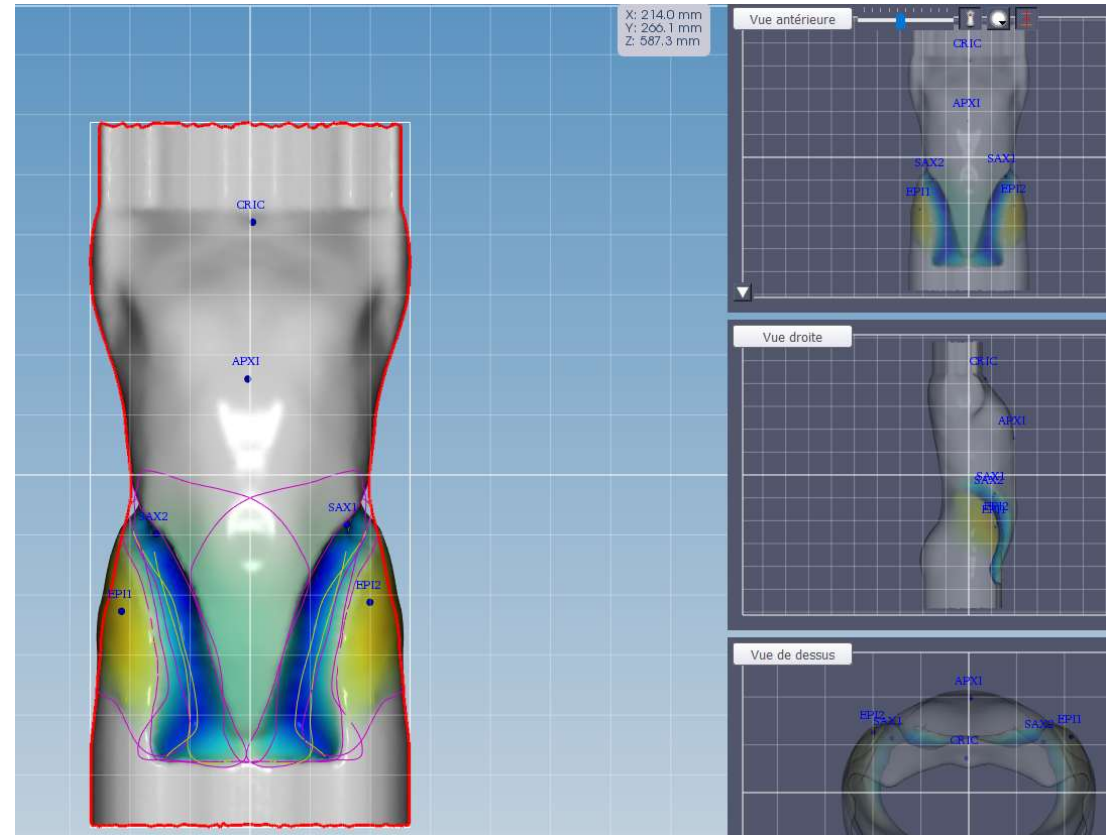 X: 214.0 mm
Y: 266.1 mm
Z: 587.3 mm
CRIC
APXI
SAX2
SAX1
EPI1
EPI2
Vue antérieure
CRIC
APXI
SAX2
SAX1
EPI1
EPI2
Vue droite
CRIC
APXI
SAX1
SAX2
Vue de dessus
APXI
EPI2
SAX1
SAX2
EPI1
CRIC